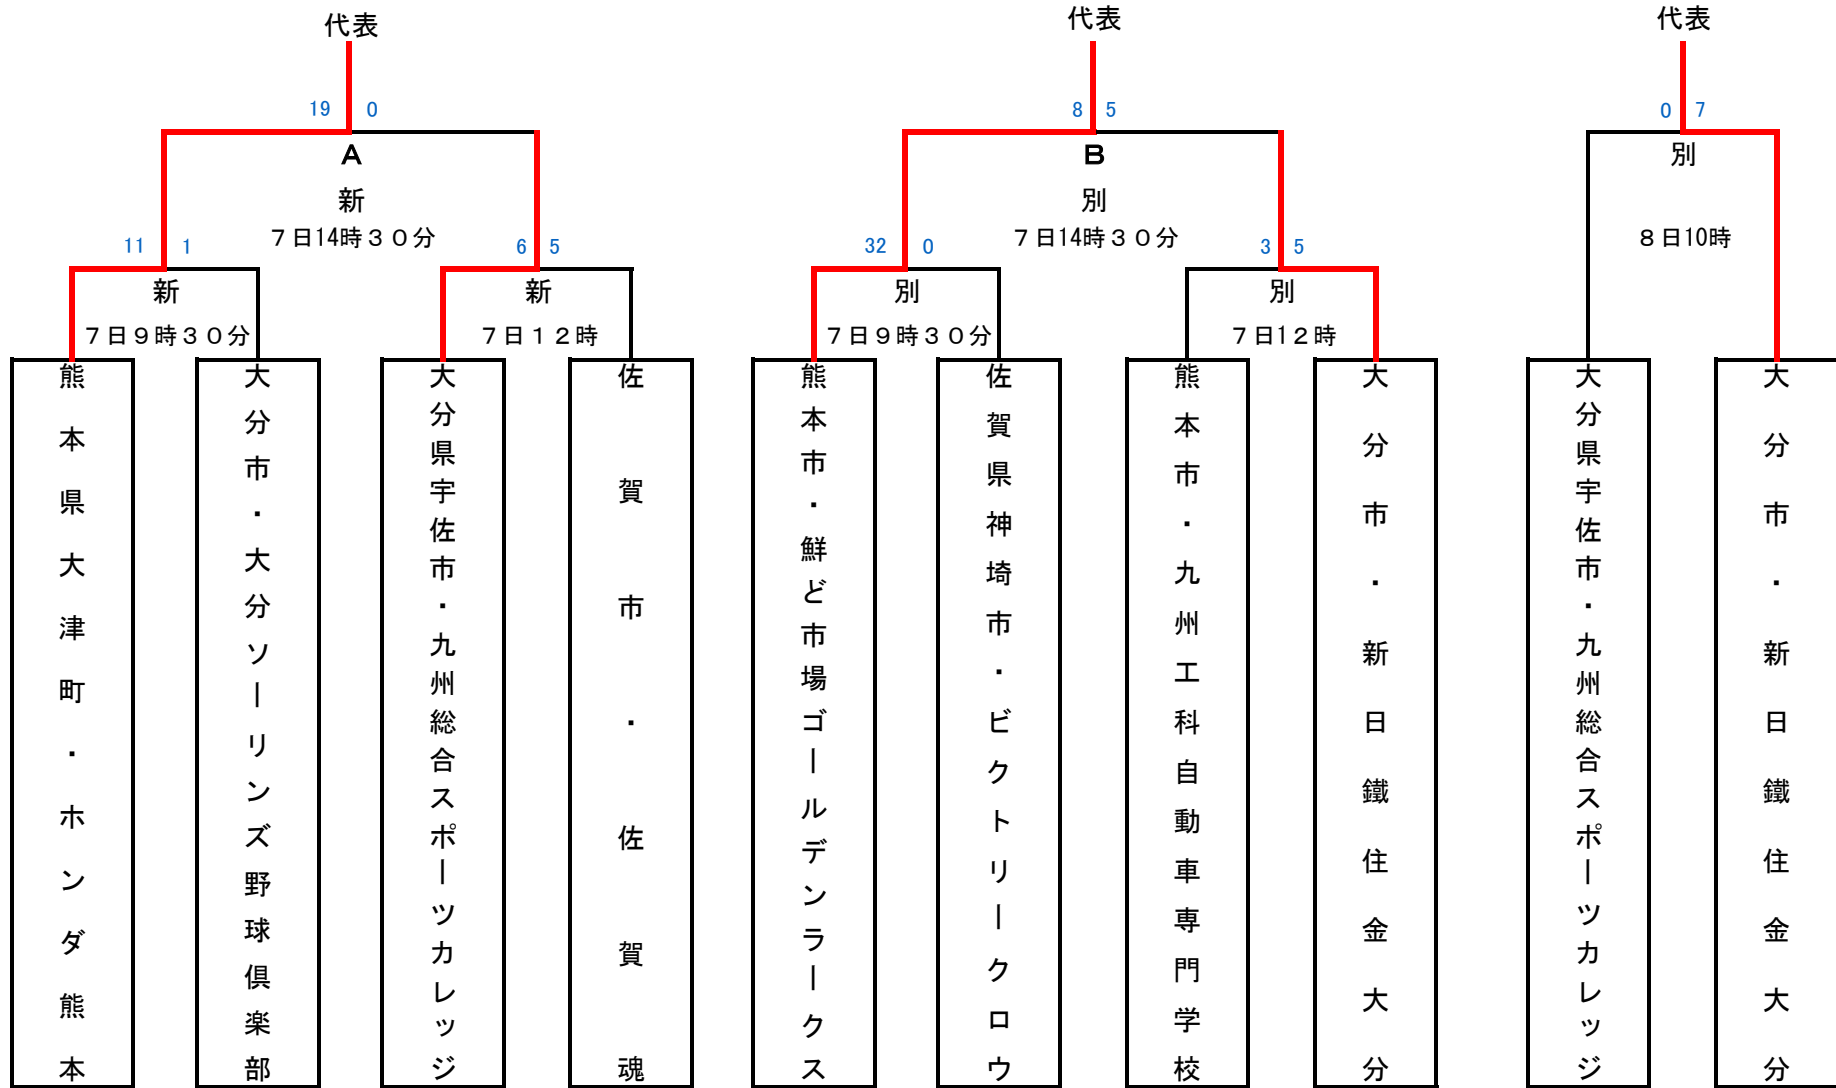 代表
代表
代表
19 0
8 5
0 7
A
B
別
新
別
７日14時３０分
７日14時３０分
８日10時
11 1
6 5
32 0
3 5
新
新
別
別
７日９時３０分
７日１２時
７日９時３０分
７日1２時
熊本県大津町・ホンダ熊本
大分市・大分ソーリンズ野球倶楽部
大分県宇佐市・九州総合スポーツカレッジ
佐賀市・佐賀魂
熊本市・鮮ど市場ゴールデンラークス
佐賀県神埼市・ビクトリークロウ
熊本市・九州工科自動車専門学校
大分市・新日鐵住金大分
大分県宇佐市・九州総合スポーツカレッジ
大分市・新日鐵住金大分